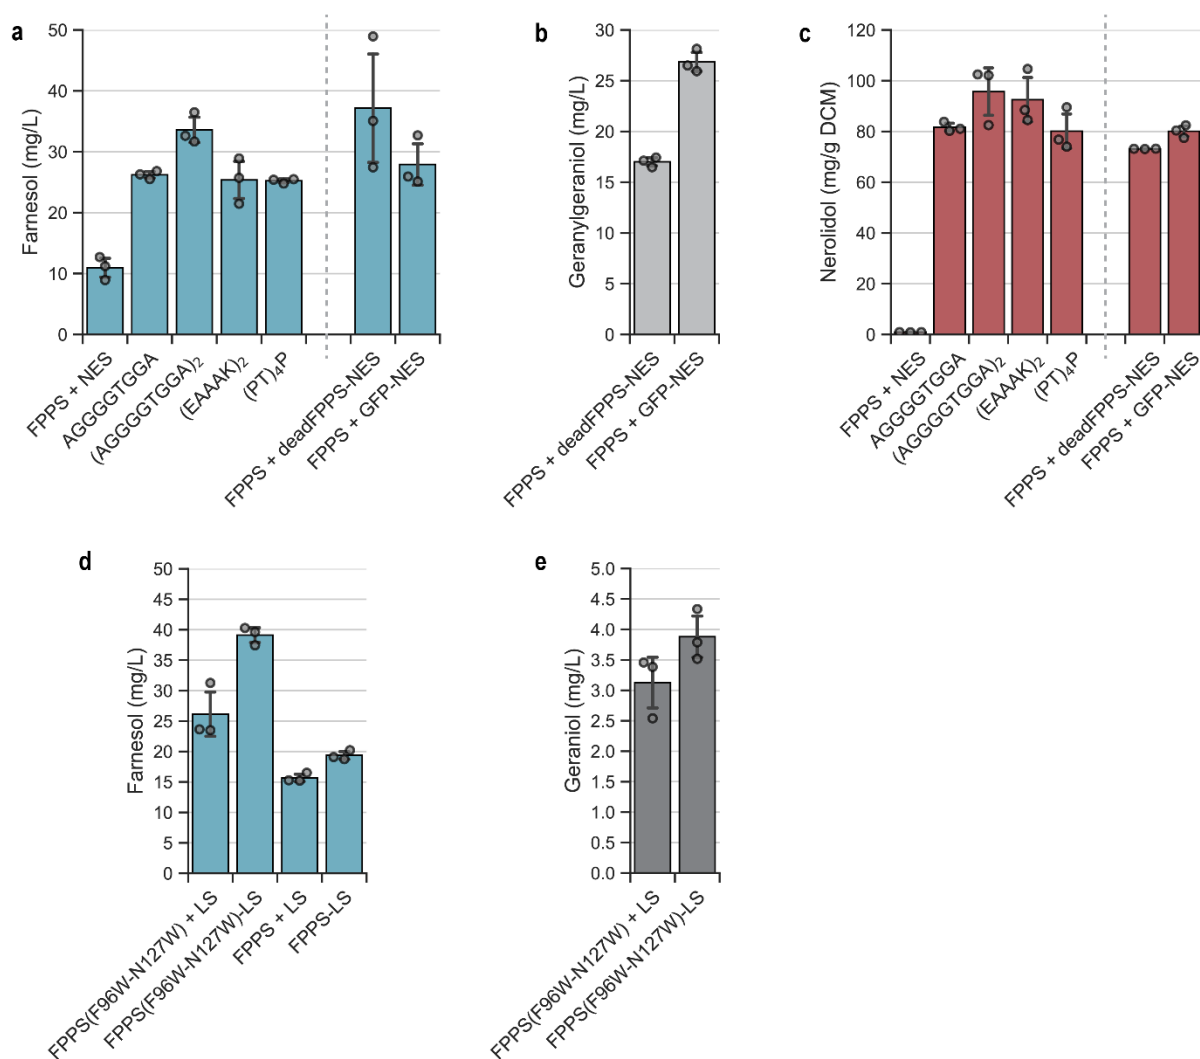 a
Farnesol (mg/L)
50
40
30
20
10
0
FPPS + NES
AGGGGTGGA
(AGGGGTGGA)2
(EAAAK)2
(PT)4P
FPPS + deadFPPS-NES
FPPS + GFP-NES
b
Geranylgeraniol (mg/L)
30
25
20
17
15
10
5
0
FPPS + deadFPPS-NES
FPPS + GFP-NES
c
Nerolidol (mg/g DCM)
120
100
80
60
40
20
0
FPPS + NES
AGGGGTGGA
(AGGGGTGGA)2
(EAAAK)2
(PT)4P
FPPS + deadFPPS-NES
FPPS + GFP-NES
d
Farnesol (mg/L)
50
45
40
35
30
25
20
15
10
5
0
FPPS(F96W-N127W) + LS
FPPS(F96W-N127W)-LS
FPPS + LS
FPPS-LS
e
Geraniol (mg/L)
5.0
4.5
4.0
3.5
3.0
2.5
2.0
1.5
1.0
0.5
0.0
FPPS(F96W-N127W) + LS
FPPS(F96W-N127W)-LS